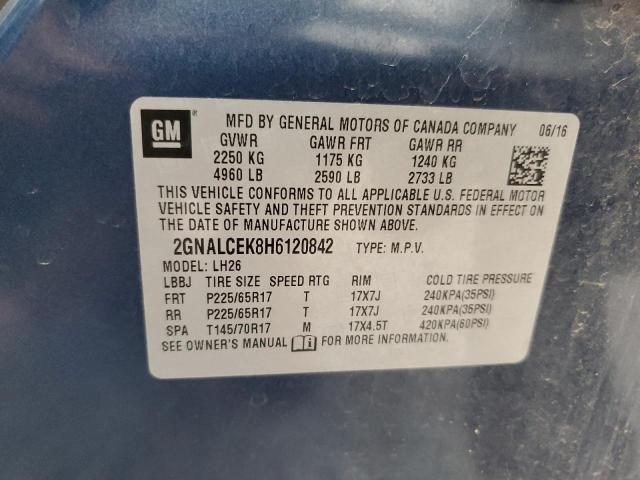 GM ® MFD BY GENERAL MOTORS OF CANADA COMPANY 06/16
GVWR GAWR FRT GAWR RR
2250 KG 1175 KG 1240 KG
4960 LB 2590 LB 2733 LB
THIS VEHICLE CONFORMS TO ALL APPLICABLE U.S. FEDERAL MOTOR
VEHICLE SAFETY AND THEFT PREVENTION STANDARDS IN EFFECT ON
THE DATE OF MANUFACTURE SHOWN ABOVE.
2GNALCEK8H6120842 TYPE: M.P.V.
MODEL: LH26
LBBJ TIRE SIZE SPEED RTG RIM COLD TIRE PRESSURE
FRT P225/65R17 T 17X7J 240KPA(35PSI)
RR P225/65R17 T 17X7J 240KPA(35PSI)
SPA T145/70R17 M 17X4.5T 420KPA(60PSI)
SEE OWNER'S MANUAL FOR MORE INFORMATION.